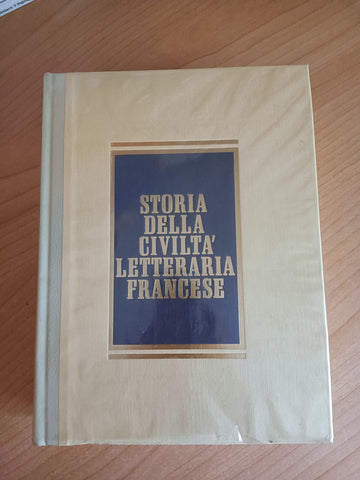 STORIA
DELLA
CIVILTA'
LETTERARIA
FRANCESE